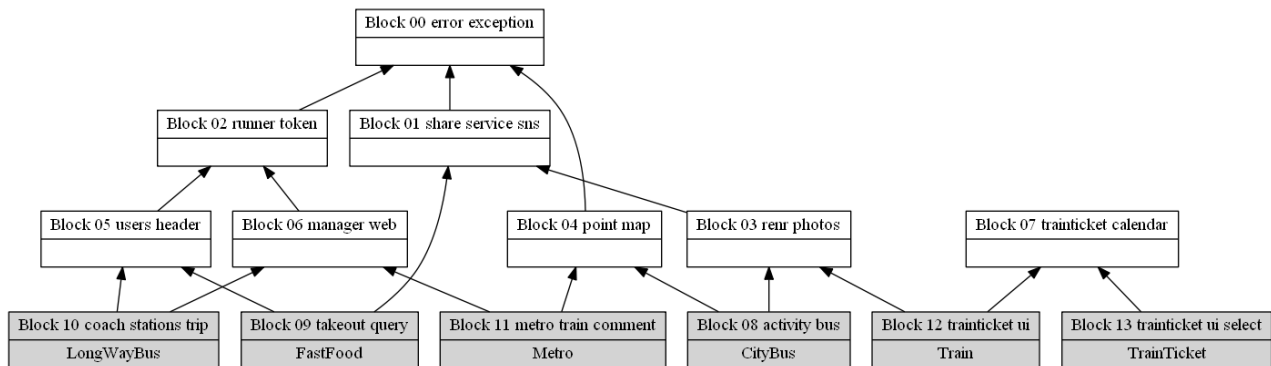 Block 00 error exception
Block 02 runner token
Block 01 share service sns
Block 05 users header
Block 06 manager web
Block 04 point map
Block 03 renr photos
Block 07 trainticket calendar
Block 10 coach stations trip
LongWayBus
Block 09 takeout query
FastFood
Block 11 metro train comment
Metro
Block 08 activity bus
CityBus
Block 12 trainticket ui
Train
Block 13 trainticket ui select
TrainTicket